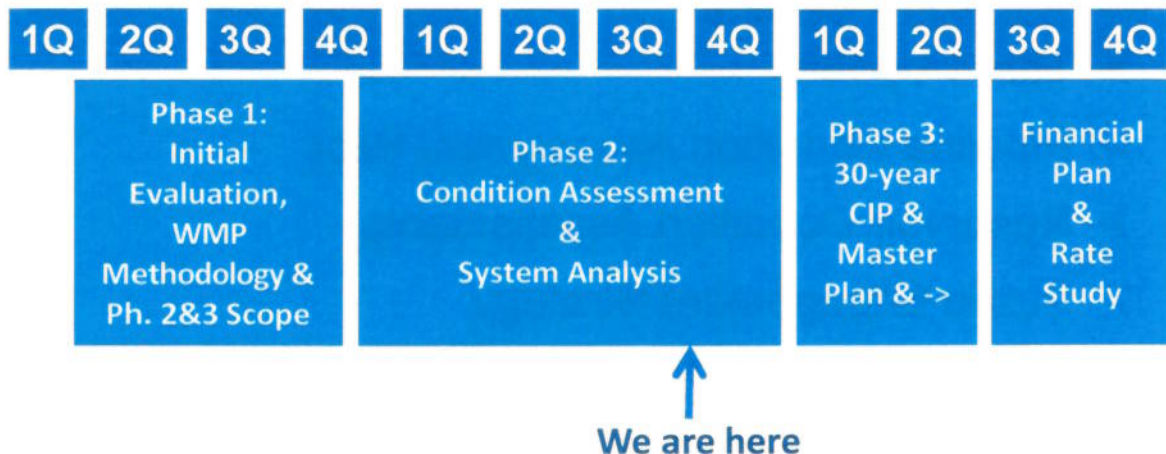 1Q 2Q 3Q 4Q 1Q 2Q 3Q 4Q 1Q 2Q 3Q 4Q
Phase 1:
Initial
Evaluation,
WMP
Methodology &
Ph. 2&3 Scope
Phase 2:
Condition Assessment
&
System Analysis
Phase 3:
30-year
CIP &
Master
Plan & ->
Financial
Plan
&
Rate
Study
We are here